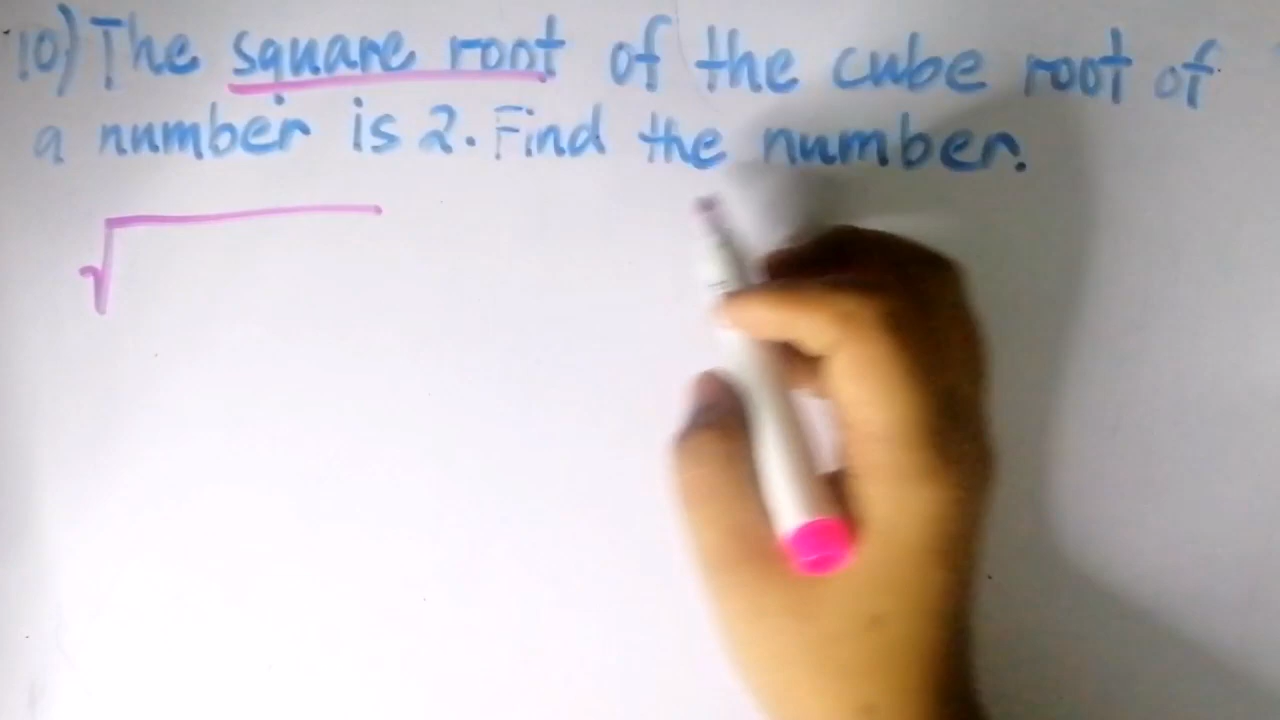 10) The square root of the cube root of
a number is 2. Find the number.
√